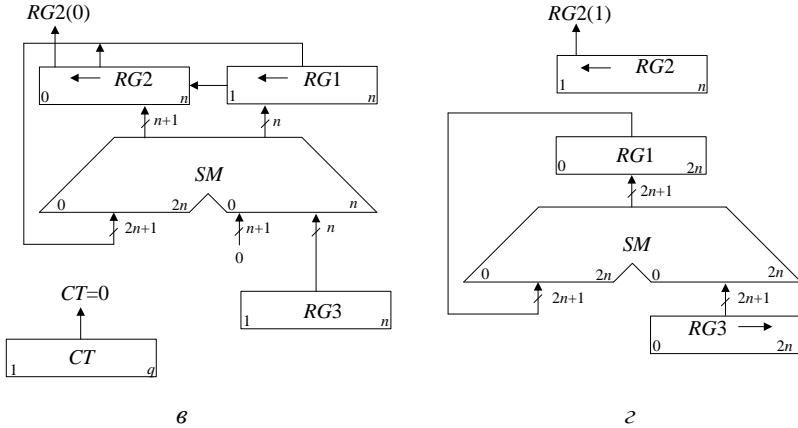 RG2(0)
RG2
0
n
RG1
1
n
n+1
n
SM
0
2n
0
n
2n+1
n+1
0
n
RG3
1
n
CT=0
CT
1
q
в
RG2(1)
RG2
1
n
RG1
0
2n
2n+1
SM
0
2n
0
2n
2n+1
2n+1
RG3
0
2n
г